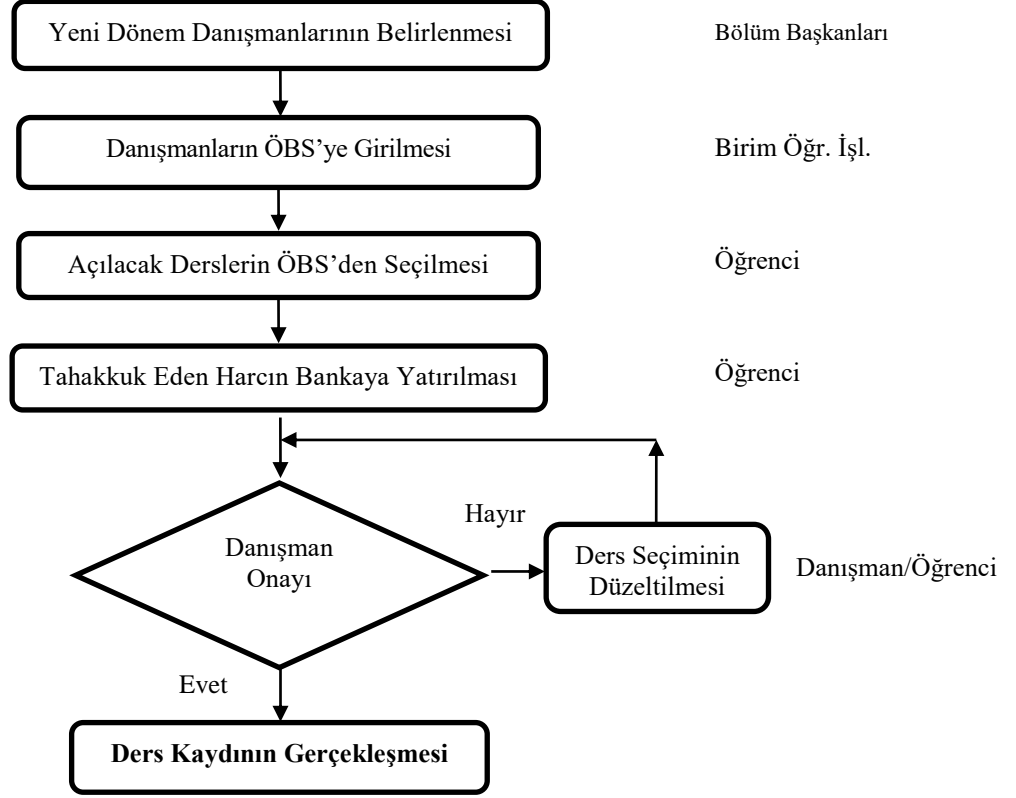 Yeni Dönem Danışmanlarının Belirlenmesi
Bölüm Başkanları
Danışmanların ÖBS’ye Girilmesi
Birim Öğr. İşl.
Açılacak Derslerin ÖBS’den Seçilmesi
Öğrenci
Tahakkuk Eden Harcın Bankaya Yatırılması
Öğrenci
Danışman
Onayı
Hayır
Ders Seçiminin
Düzeltilmesi
Danışman/Öğrenci
Evet
Ders Kaydının Gerçekleşmesi